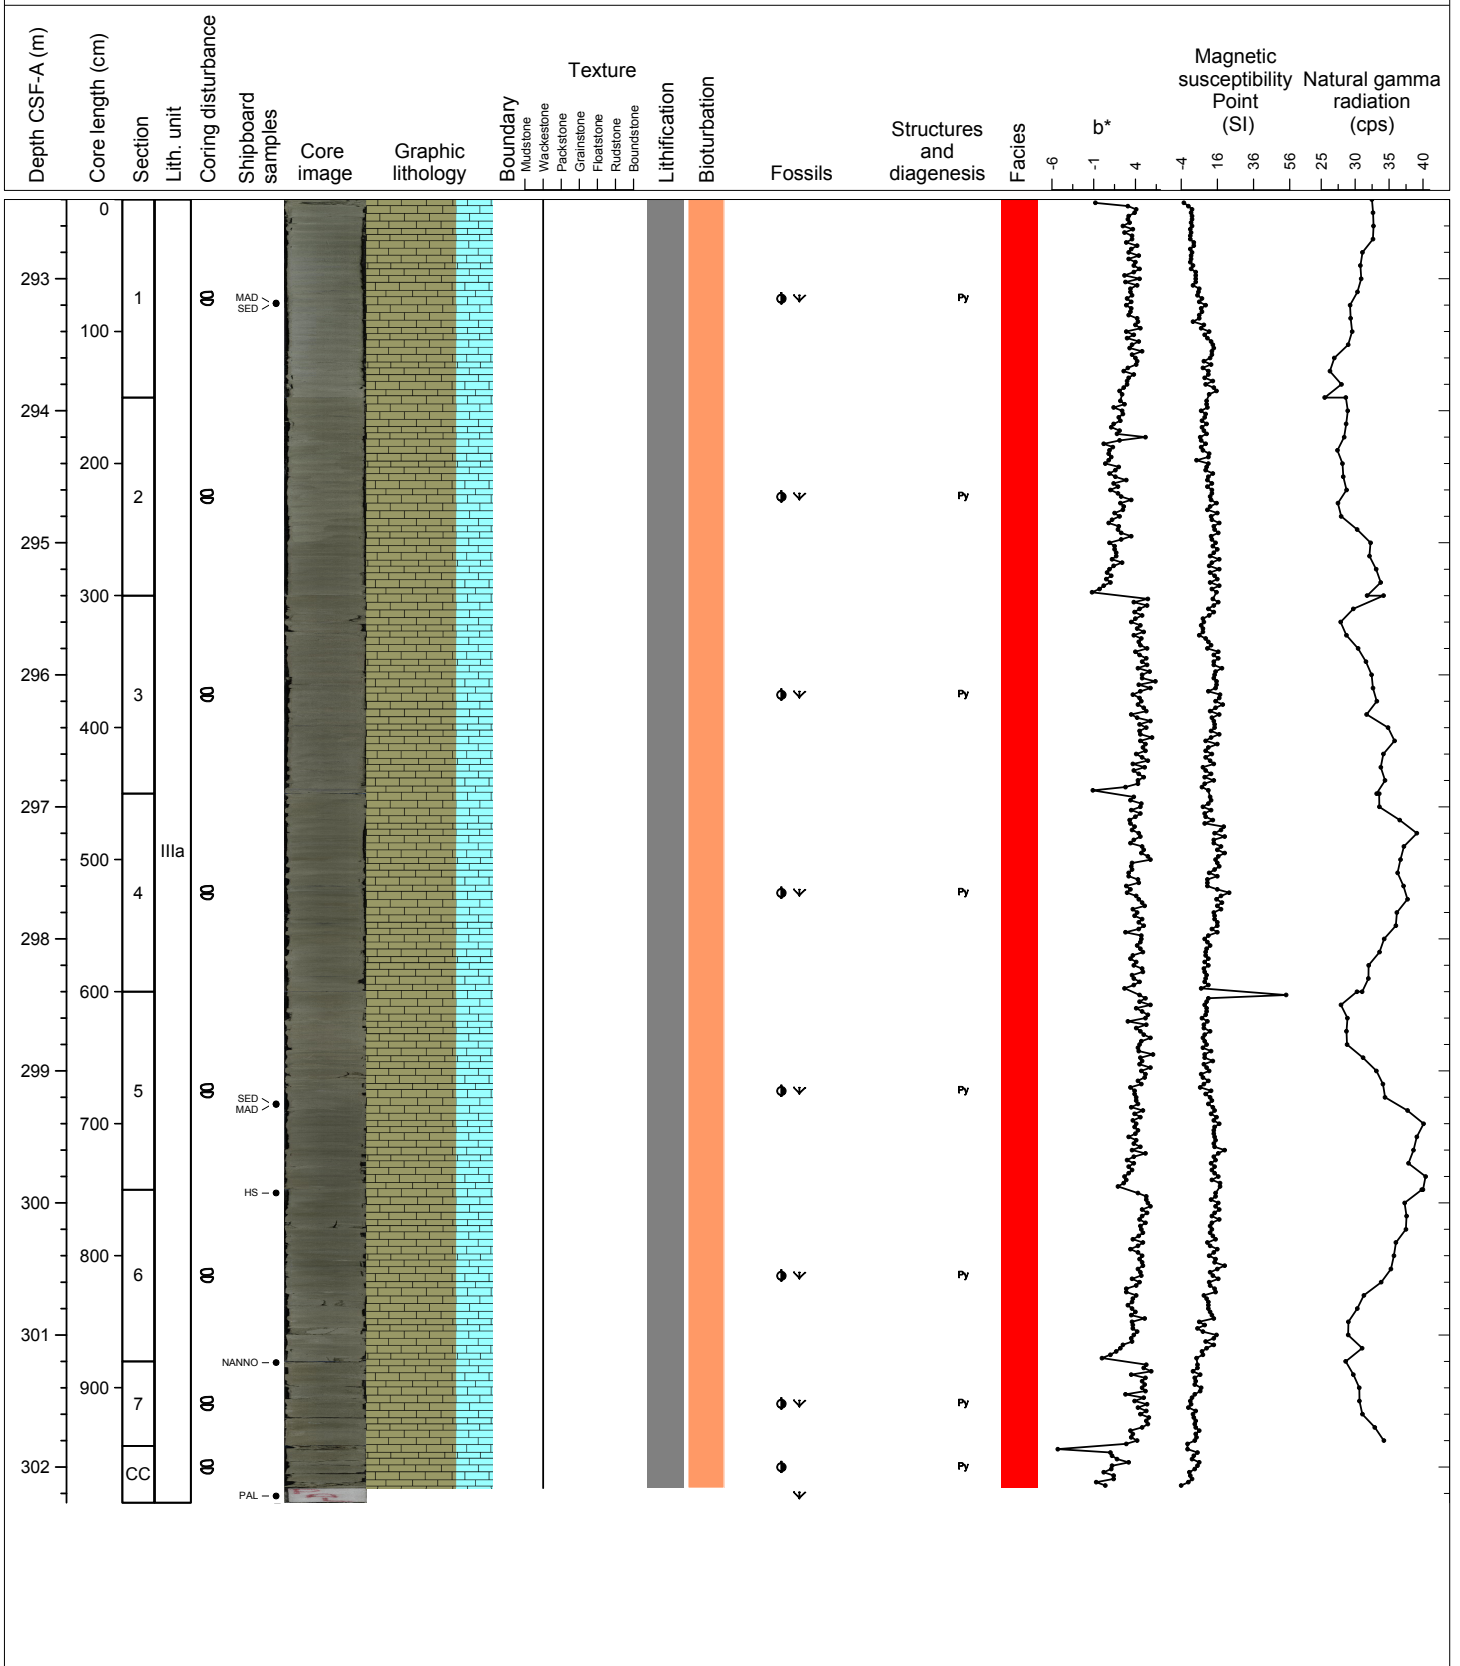 Depth CSF-A (m)
Core length (cm)
Section
Lith. unit
Coring disturbance
Shipboard
samples
Core
image
Graphic
lithology
Boundary
Texture
Mudstone
Wackestone
Packstone
Grainstone
Floatstone
Rudstone
Boundstone
Lithification
Bioturbation
Fossils
Structures
and
diagenesis
Facies
b*
-6 -1 4
Magnetic
susceptibility
Point
(SI)
-4 16 36 56
Natural gamma
radiation
(cps)
25 30 35 40
0
293
1
MAD
SED
Py
100
294
200
2
Py
295
300
296
3
Py
400
297
IIIa
500
4
Py
298
600
299
5
SED
MAD
Py
700
HS
300
800
6
Py
301
NANNO
900
7
Py
302
CC
Py
PAL